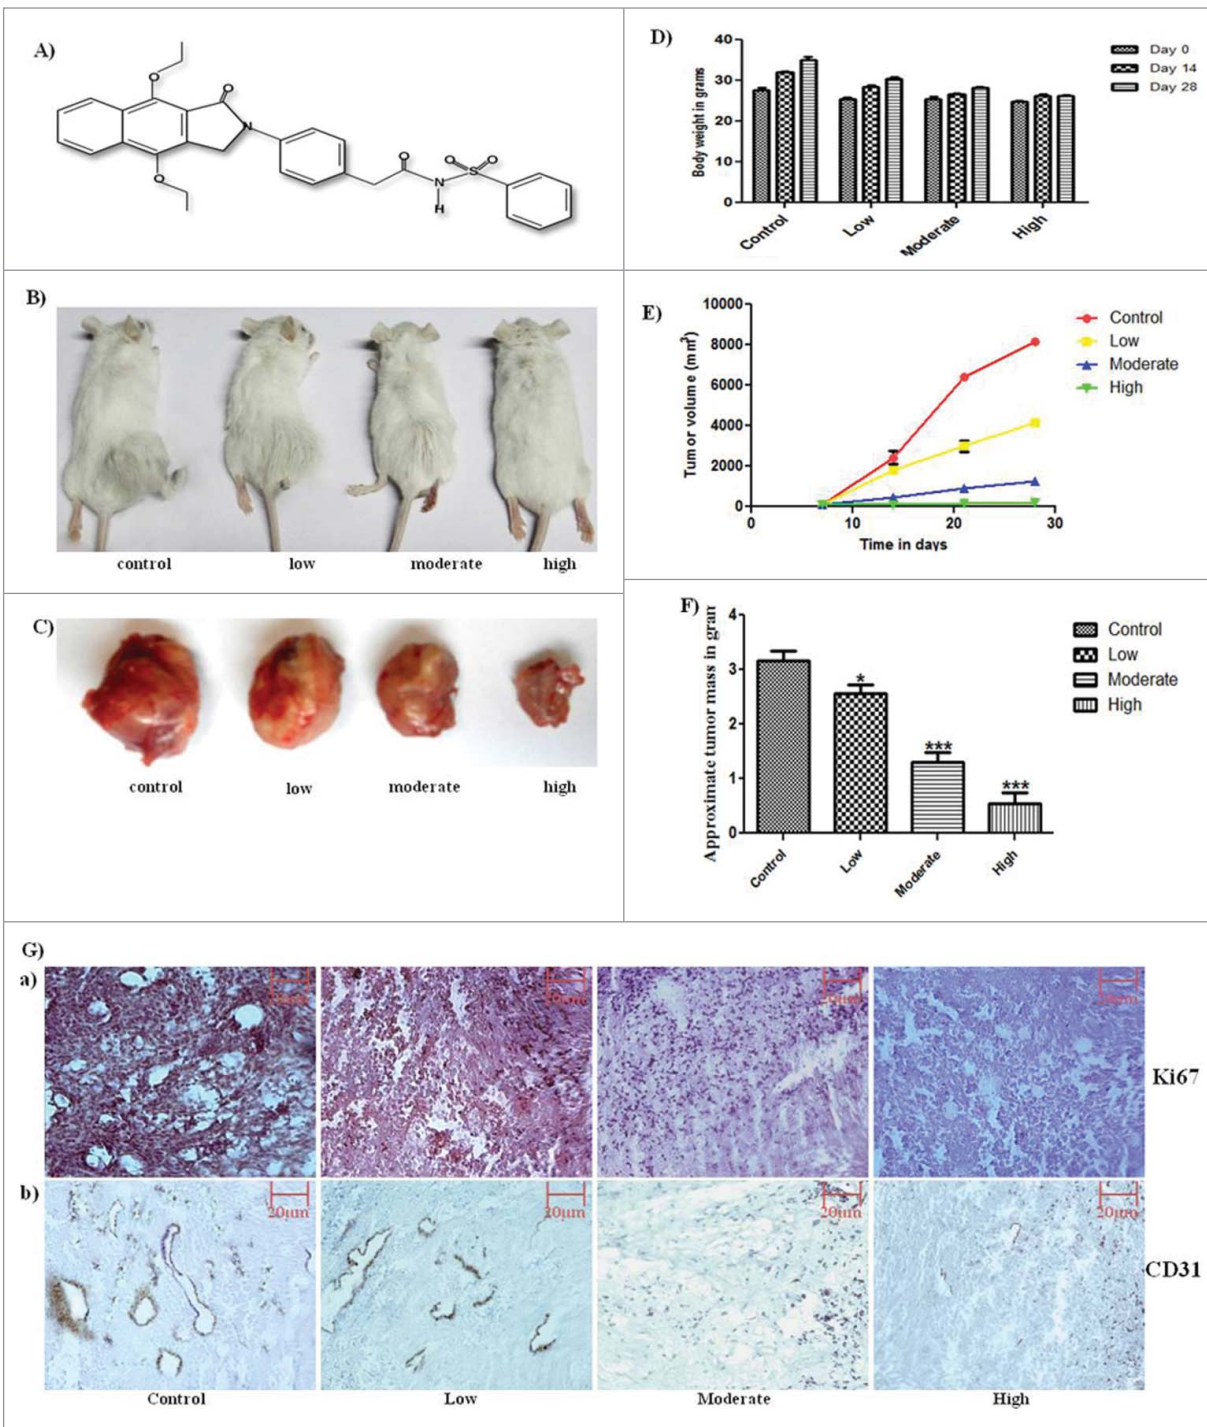 A)
O
O
N
O
O
N
H
S
O
O
B)
control
low
moderate
high
C)
control
low
moderate
high
D)
Body weight in grams
40
30
20
10
0
Control
Low
Moderate
High
Day 0
Day 14
Day 28
E)
Tumor volume (mm³)
10000
8000
6000
4000
2000
0
0
10
20
30
Time in days
Control
Low
Moderate
High
F)
Approximate tumor mass in gram
4
3
2
1
0
*
***
***
Control
Low
Moderate
High
Control
Low
Moderate
High
G)
a)
20µm
Ki67
b)
20µm
20µm
20µm
20µm
CD31
Control
Low
Moderate
High